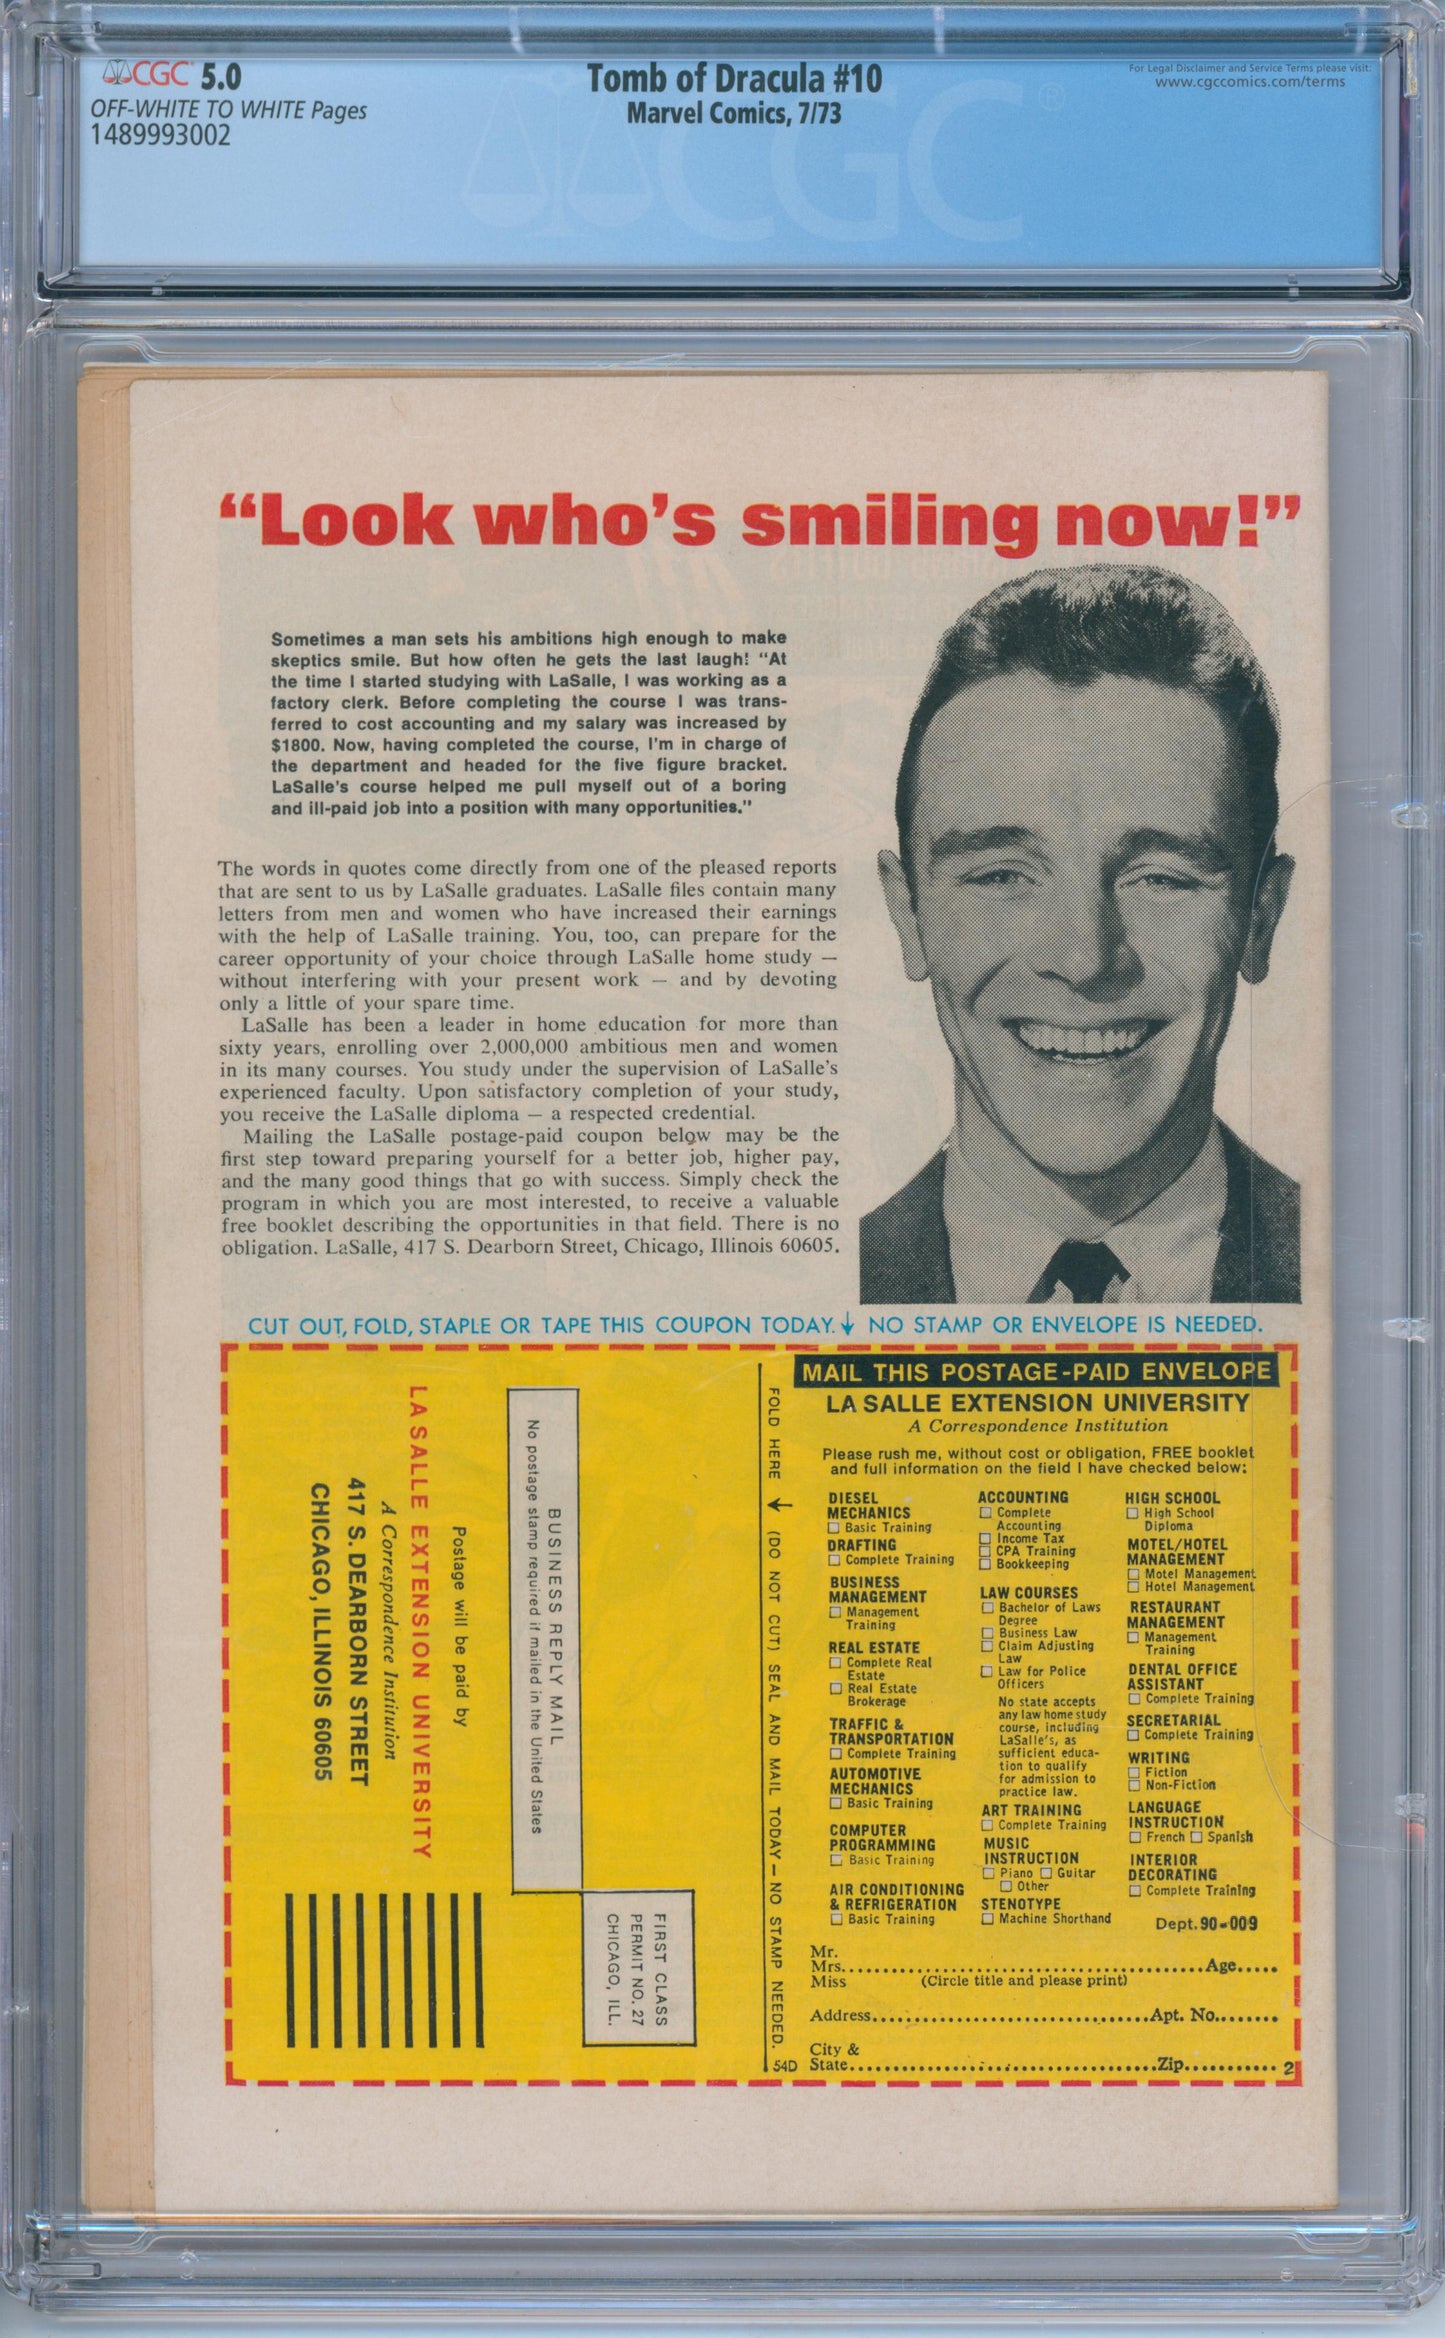 CGC 5.0
OFF-WHITE TO WHITE Pages
1489993002
Tomb of Dracula #10
Marvel Comics, 7/73
For Legal Disclaimer and Service Terms please visit:
www.cgccomics.com/terms
CGC
“Look who’s smiling now!”
Sometimes a man sets his ambitions high enough to make
skeptics smile. But how often he gets the last laugh! “At
the time I started studying with LaSalle, I was working as a
factory clerk. Before completing the course I was trans-
ferred to cost accounting and my salary was increased by
$1800. Now, having completed the course, I’m in charge of
the department and headed for the five figure bracket.
LaSalle’s course helped me pull myself out of a boring
and ill-paid job into a position with many opportunities.”
The words in quotes come directly from one of the pleased reports
that are sent to us by LaSalle graduates. LaSalle files contain many
letters from men and women who have increased their earnings
with the help of LaSalle training. You, too, can prepare for the
career opportunity of your choice through LaSalle home study —
without interfering with your present work — and by devoting
only a little of your spare time.
LaSalle has been a leader in home education for more than
sixty years, enrolling over 2,000,000 ambitious men and women
in its many courses. You study under the supervision of LaSalle’s
experienced faculty. Upon satisfactory completion of your study,
you receive the LaSalle diploma — a respected credential.
Mailing the LaSalle postage-paid coupon below may be the
first step toward preparing yourself for a better job, higher pay,
and the many good things that go with success. Simply check the
program in which you are most interested, to receive a valuable
free booklet describing the opportunities in that field. There is no
obligation. LaSalle, 417 S. Dearborn Street, Chicago, Illinois 60605.
CUT OUT, FOLD, STAPLE OR TAPE THIS COUPON TODAY. NO STAMP OR ENVELOPE IS NEEDED.
FIRST CLASS
PERMIT NO. 27
CHICAGO, ILL.
BUSINESS REPLY MAIL
No postage stamp required if mailed in the United States
Postage will be paid by
LA SALLE EXTENSION UNIVERSITY
A Correspondence Institution
417 S. DEARBORN STREET
CHICAGO, ILLINOIS 60605
FOLD HERE (DO NOT CUT) SEAL AND MAIL TODAY — NO STAMP NEEDED.
54D
MAIL THIS POSTAGE-PAID ENVELOPE
LA SALLE EXTENSION UNIVERSITY
A Correspondence Institution
Please rush me, without cost or obligation, FREE booklet
and full information on the field I have checked below:
DIESEL
MECHANICS
☐ Basic Training
DRAFTING
☐ Complete Training
BUSINESS
MANAGEMENT
☐ Management
Training
REAL ESTATE
☐ Complete Real
Estate
☐ Real Estate
Brokerage
TRAFFIC &
TRANSPORTATION
☐ Complete Training
AUTOMOTIVE
MECHANICS
☐ Basic Training
COMPUTER
PROGRAMMING
☐ Basic Training
AIR CONDITIONING
& REFRIGERATION
☐ Basic Training
ACCOUNTING
☐ Complete
Accounting
☐ Income Tax
☐ CPA Training
☐ Bookkeeping
LAW COURSES
☐ Bachelor of Laws
Degree
☐ Business Law
☐ Claim Adjusting
Law
☐ Law for Police
Officers
No state accepts
any law home study
course, including
LaSalle’s, as
sufficient educa-
tion to qualify
for admission to
practice law.
ART TRAINING
☐ Complete Training
MUSIC
INSTRUCTION
☐ Piano ☐ Guitar
☐ Other
STENOTYPE
☐ Machine Shorthand
HIGH SCHOOL
☐ High School
Diploma
MOTEL/HOTEL
MANAGEMENT
☐ Motel Management
☐ Hotel Management
RESTAURANT
MANAGEMENT
☐ Management
Training
DENTAL OFFICE
ASSISTANT
☐ Complete Training
SECRETARIAL
☐ Complete Training
WRITING
☐ Fiction
☐ Non-Fiction
LANGUAGE
INSTRUCTION
☐ French ☐ Spanish
INTERIOR
DECORATING
☐ Complete Training
Dept. 90-009
Mr.
Mrs. Age
Miss (Circle title and please print)
Address Apt. No.
City &
State Zip 2